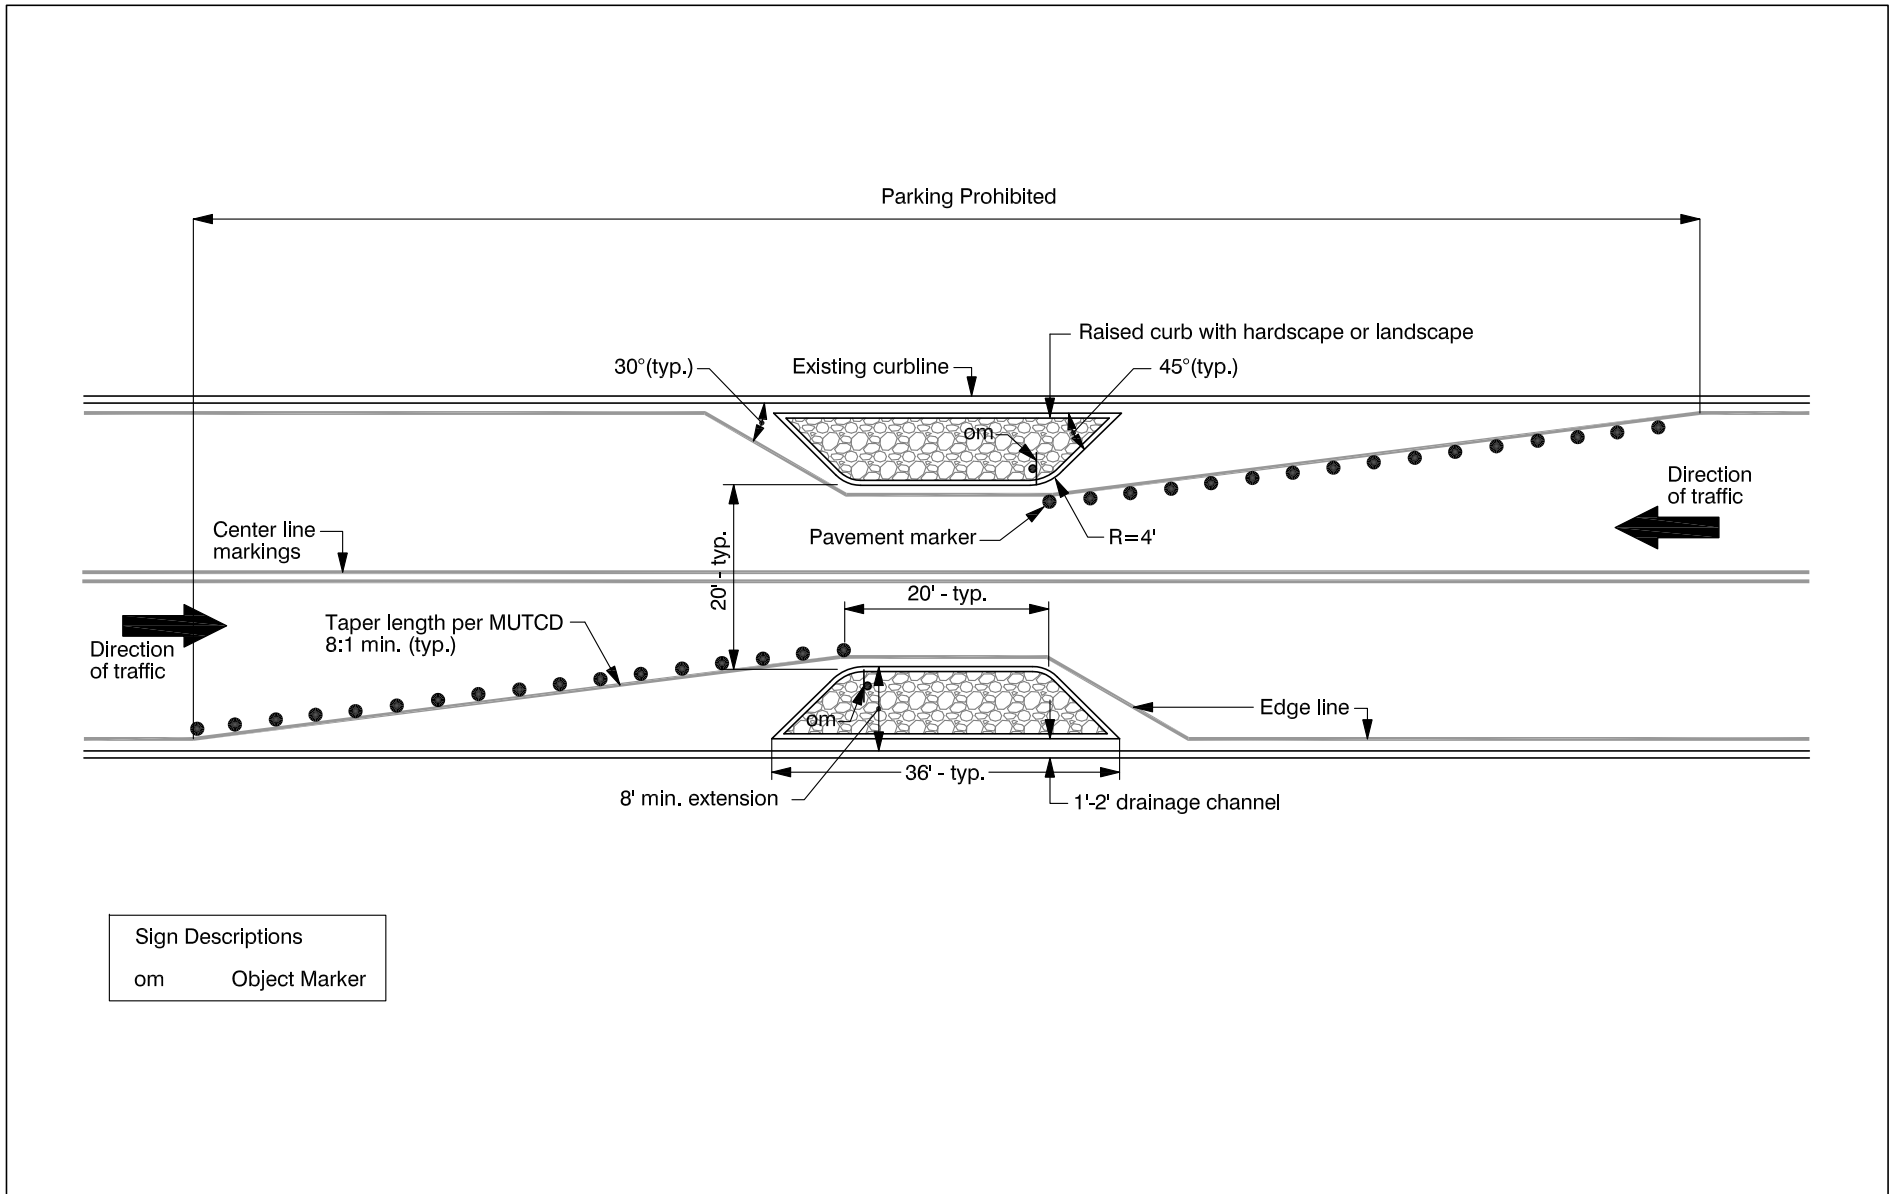 Parking Prohibited
Raised curb with hardscape or landscape
30°(typ.)
Existing curbline
45°(typ.)
om
Direction
of traffic
Center line
markings
Pavement marker
R=4'
20' - typ.
20' - typ.
Taper length per MUTCD
8:1 min. (typ.)
Direction
of traffic
om
Edge line
36' - typ.
8' min. extension
1'-2' drainage channel
Sign Descriptions
om Object Marker